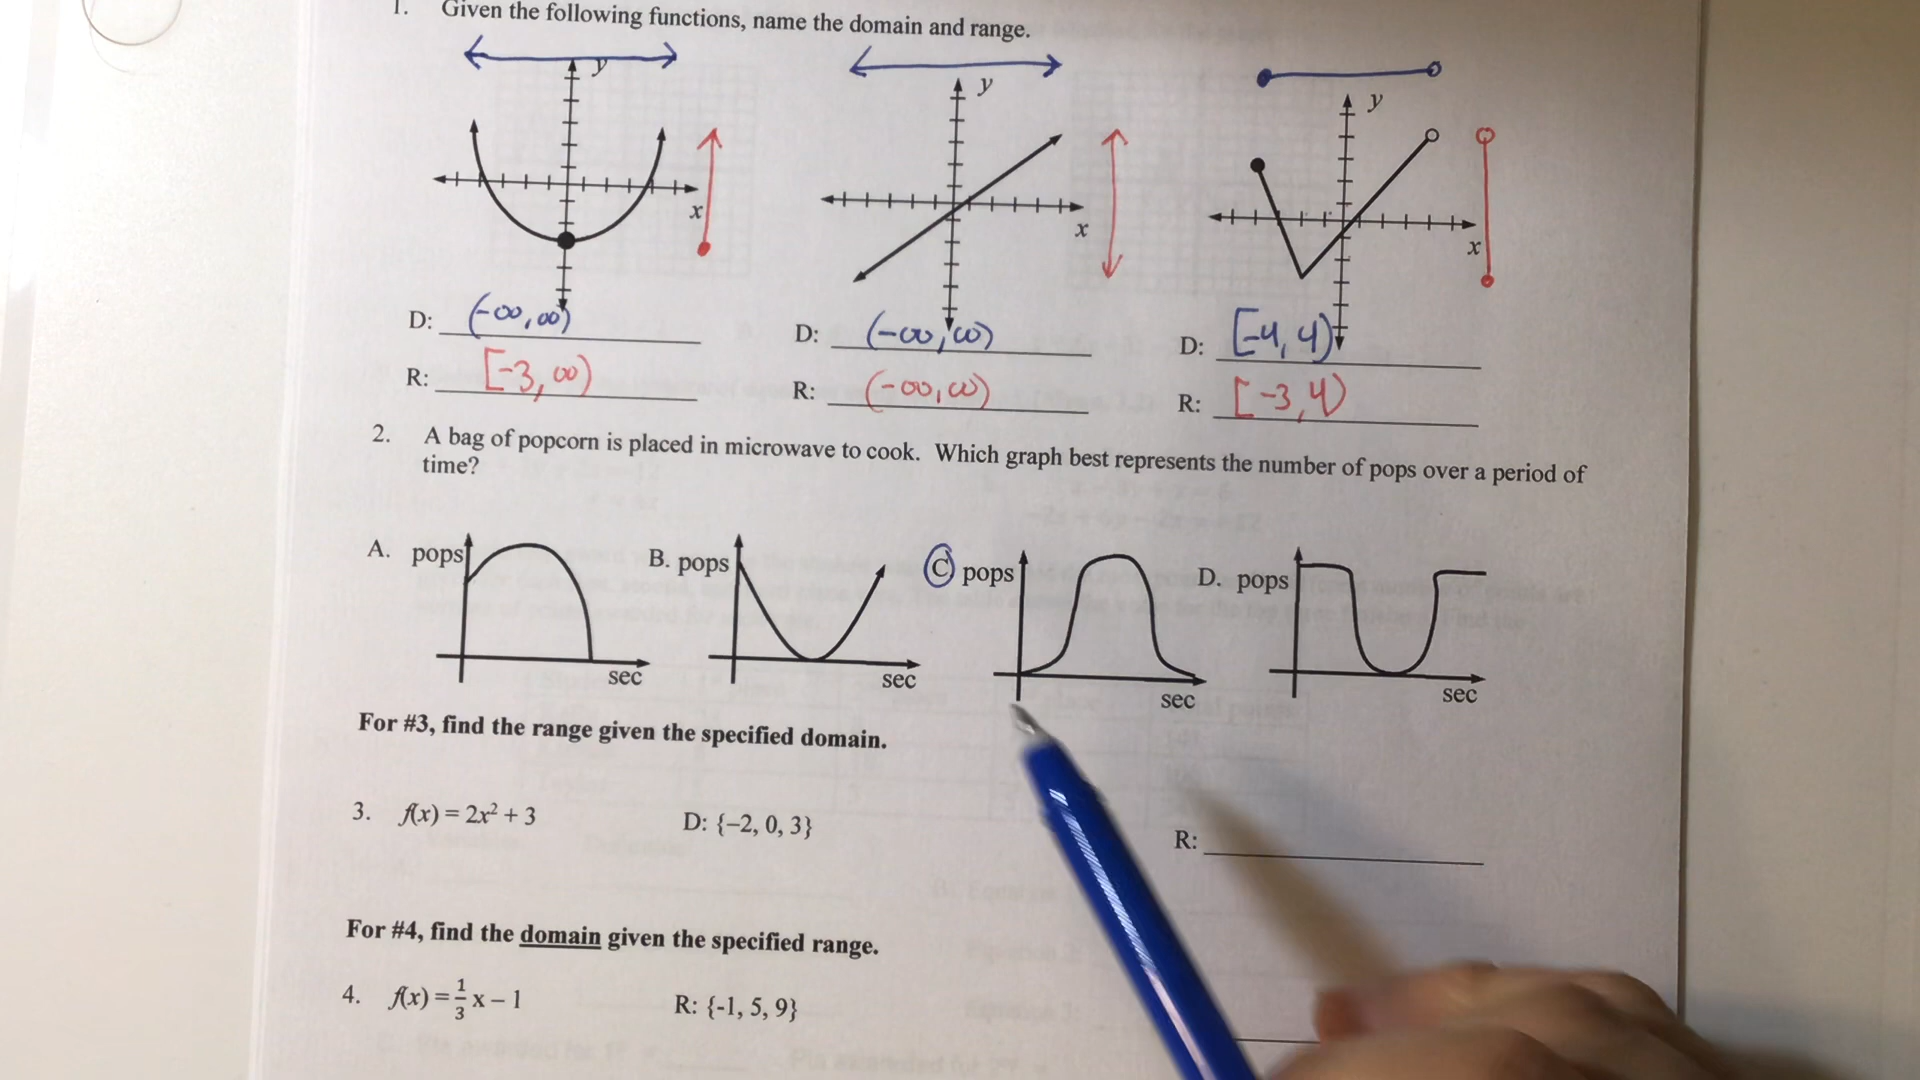 1. Given the following functions, name the domain and range.
y
y
y
x
x
x
D: (-∞, ∞)
D: (-∞, ∞)
D: [-4, 4)
R: [-3, ∞)
R: (-∞, ∞)
R: [-3, 4)
2. A bag of popcorn is placed in microwave to cook. Which graph best represents the number of pops over a period of
time?
A. pops
B. pops
C pops
D. pops
sec
sec
sec
sec
For #3, find the range given the specified domain.
3. f(x) = 2x² + 3 D: {–2, 0, 3} R:
For #4, find the domain given the specified range.
4. f(x) = 1/3 x – 1 R: {-1, 5, 9}